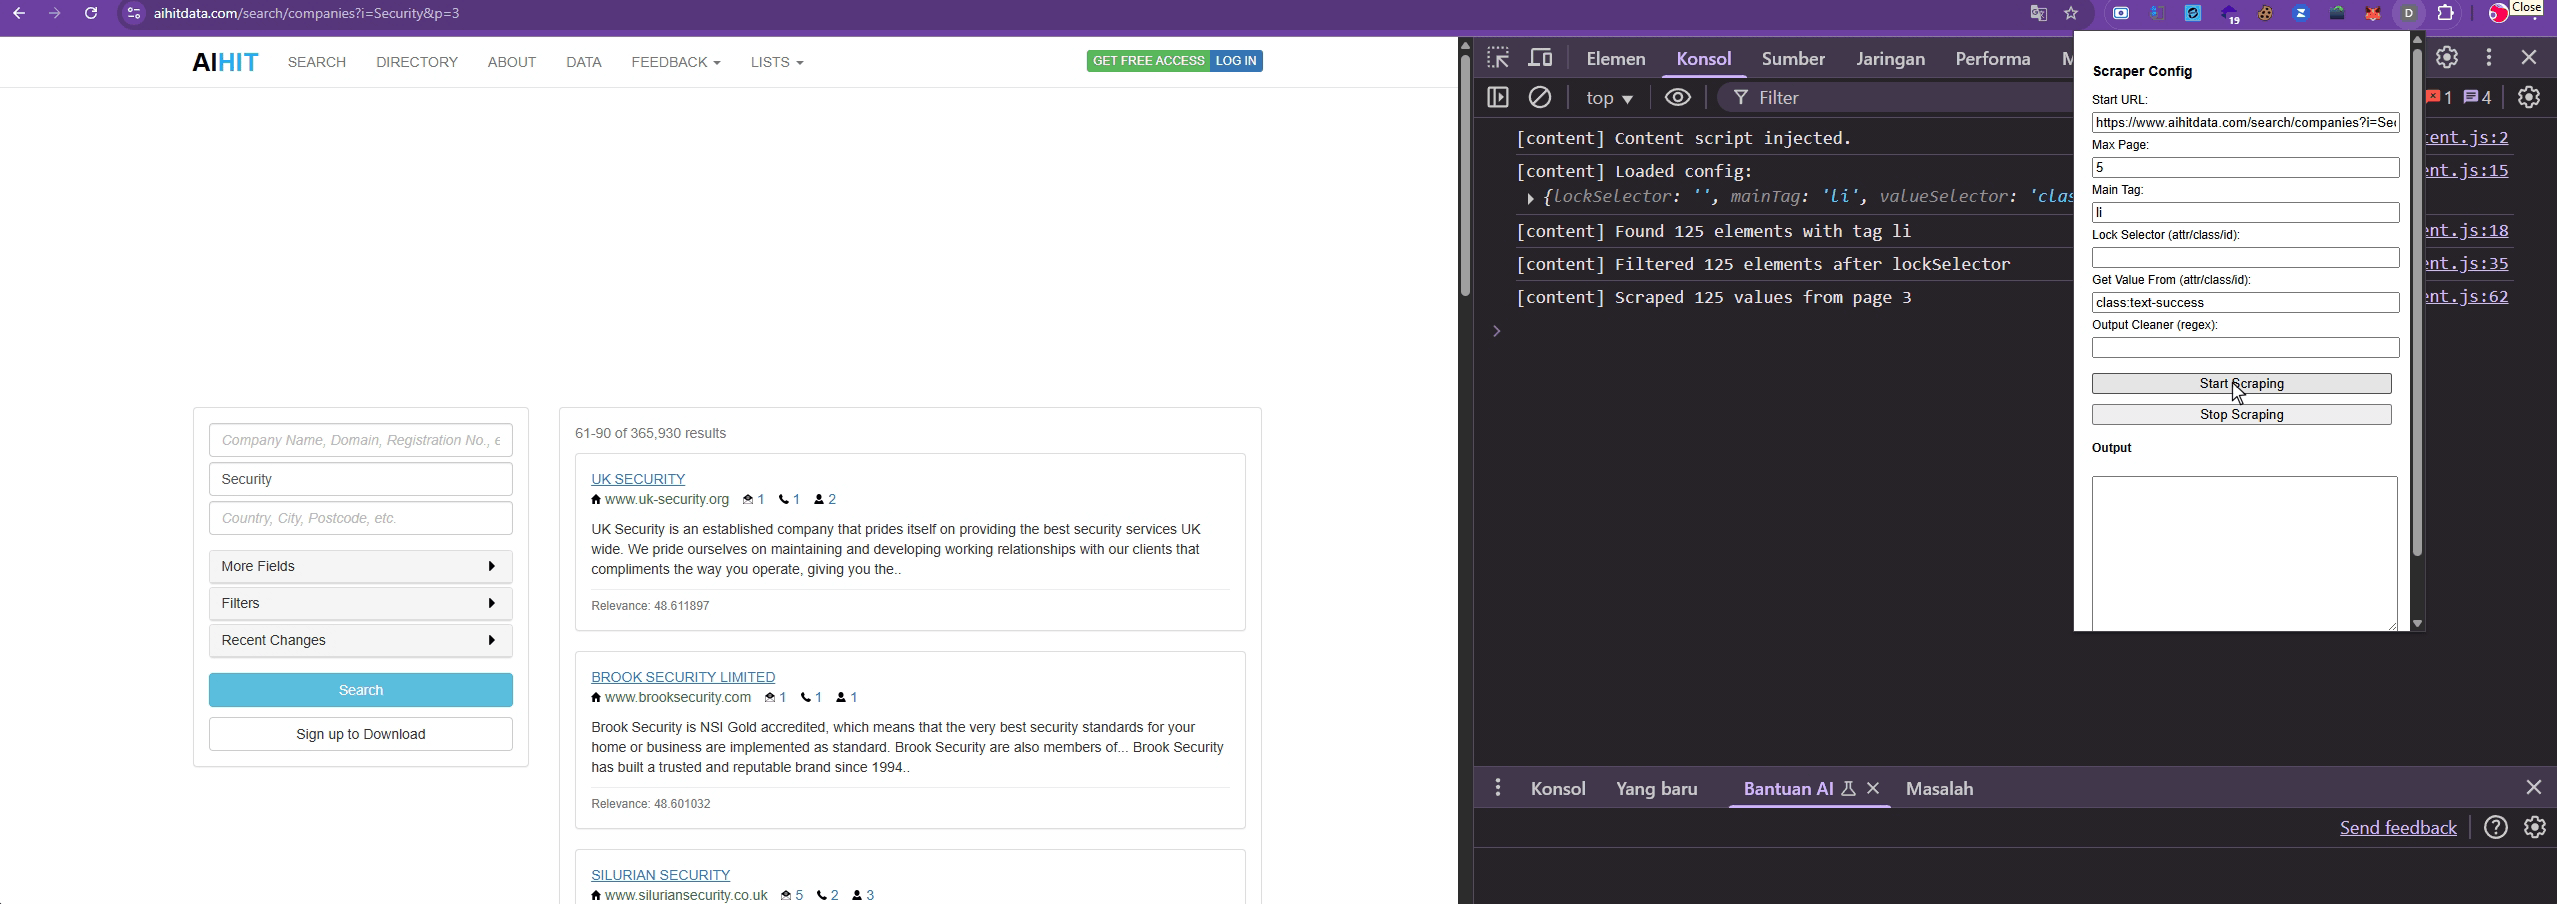 aihitdata.com/search/companies?i=Security&p=3
19
D
Close
AIHIT
SEARCH
DIRECTORY
ABOUT
DATA
FEEDBACK
LISTS
GET FREE ACCESS
LOG IN
Company Name, Domain, Registration No., e
Security
Country, City, Postcode, etc.
More Fields
Filters
Recent Changes
Search
Sign up to Download
61-90 of 365,930 results
UK SECURITY
www.uk-security.org 1 1 2
UK Security is an established company that prides itself on providing the best security services UK
wide. We pride ourselves on maintaining and developing working relationships with our clients that
compliments the way you operate, giving you the..
Relevance: 48.611897
BROOK SECURITY LIMITED
www.brooksecurity.com 1 1 1
Brook Security is NSI Gold accredited, which means that the very best security standards for your
home or business are implemented as standard. Brook Security are also members of... Brook Security
has built a trusted and reputable brand since 1994..
Relevance: 48.601032
SILURIAN SECURITY
www.siluriansecurity.co.uk 5 2 3
Elemen
Konsol
Sumber
Jaringan
Performa
M
top
Filter
1
4
[content] Content script injected.
tent.js:2
[content] Loaded config:
ent.js:15
{lockSelector: '', mainTag: 'li', valueSelector: 'clas
[content] Found 125 elements with tag li
ent.js:18
[content] Filtered 125 elements after lockSelector
ent.js:35
[content] Scraped 125 values from page 3
ent.js:62
Scraper Config
Start URL:
https://www.aihitdata.com/search/companies?i=Sec
Max Page:
5
Main Tag:
li
Lock Selector (attr/class/id):
Get Value From (attr/class/id):
class:text-success
Output Cleaner (regex):
Start Scraping
Stop Scraping
Output
Konsol
Yang baru
Bantuan AI
Masalah
Send feedback